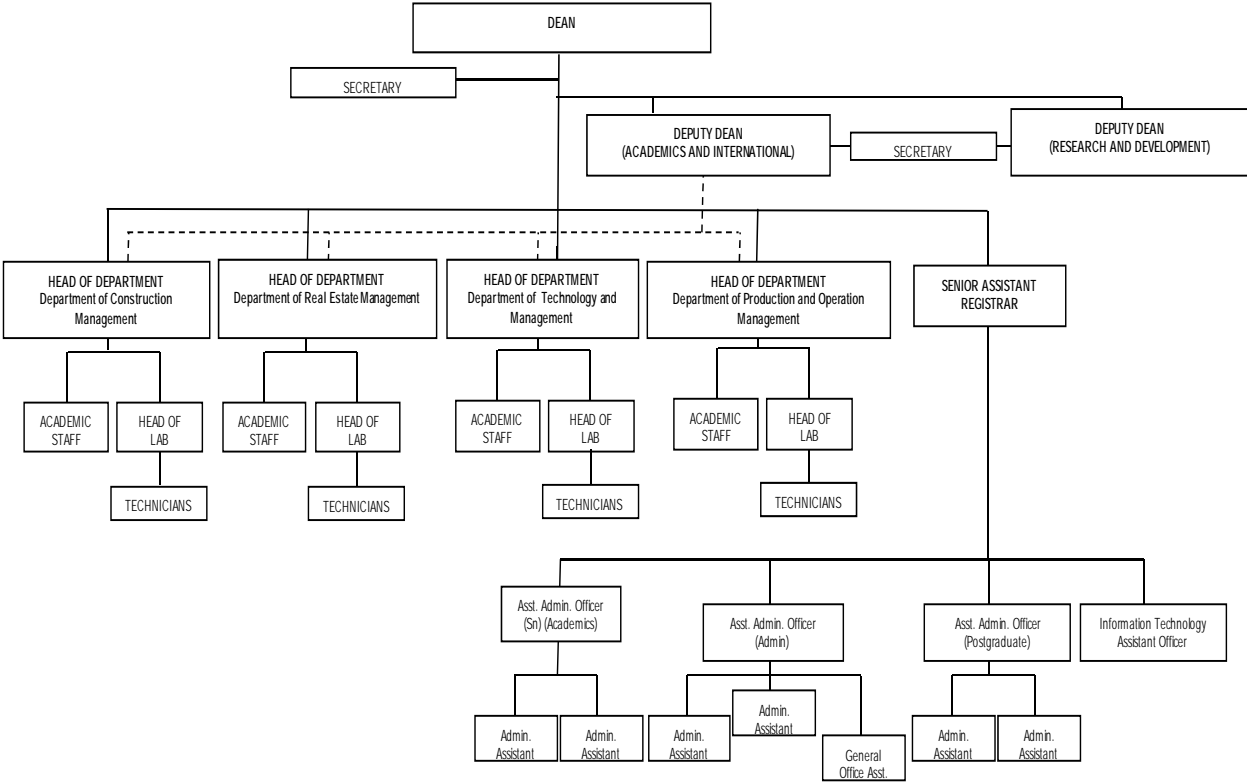 DEAN
SECRETARY
DEPUTY DEAN
(ACADEMICS AND INTERNATIONAL)
SECRETARY
DEPUTY DEAN
(RESEARCH AND DEVELOPMENT)
HEAD OF DEPARTMENT
Department of Construction
Management
HEAD OF DEPARTMENT
Department of Real Estate Management
HEAD OF DEPARTMENT
Department of Technology and
Management
HEAD OF DEPARTMENT
Department of Production and Operation
Management
SENIOR ASSISTANT
REGISTRAR
ACADEMIC
STAFF
HEAD OF
LAB
ACADEMIC
STAFF
HEAD OF
LAB
ACADEMIC
STAFF
HEAD OF
LAB
ACADEMIC
STAFF
HEAD OF
LAB
TECHNICIANS
TECHNICIANS
TECHNICIANS
TECHNICIANS
Asst. Admin. Officer
(Sn) (Academics)
Asst. Admin. Officer
(Admin)
Asst. Admin. Officer
(Postgraduate)
Information Technology
Assistant Officer
Admin.
Assistant
Admin.
Assistant
Admin.
Assistant
Admin.
Assistant
General
Office Asst.
Admin.
Assistant
Admin.
Assistant